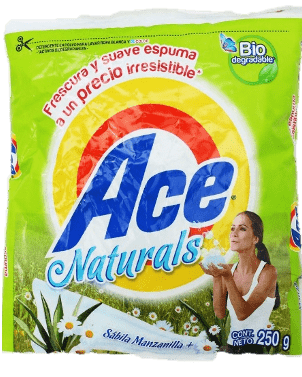 Frescura y suave espuma
a un precio irresistible*
Bio
degradable
Ace
Naturals
Sábila Manzanilla +
CONT.
NETO 250 g